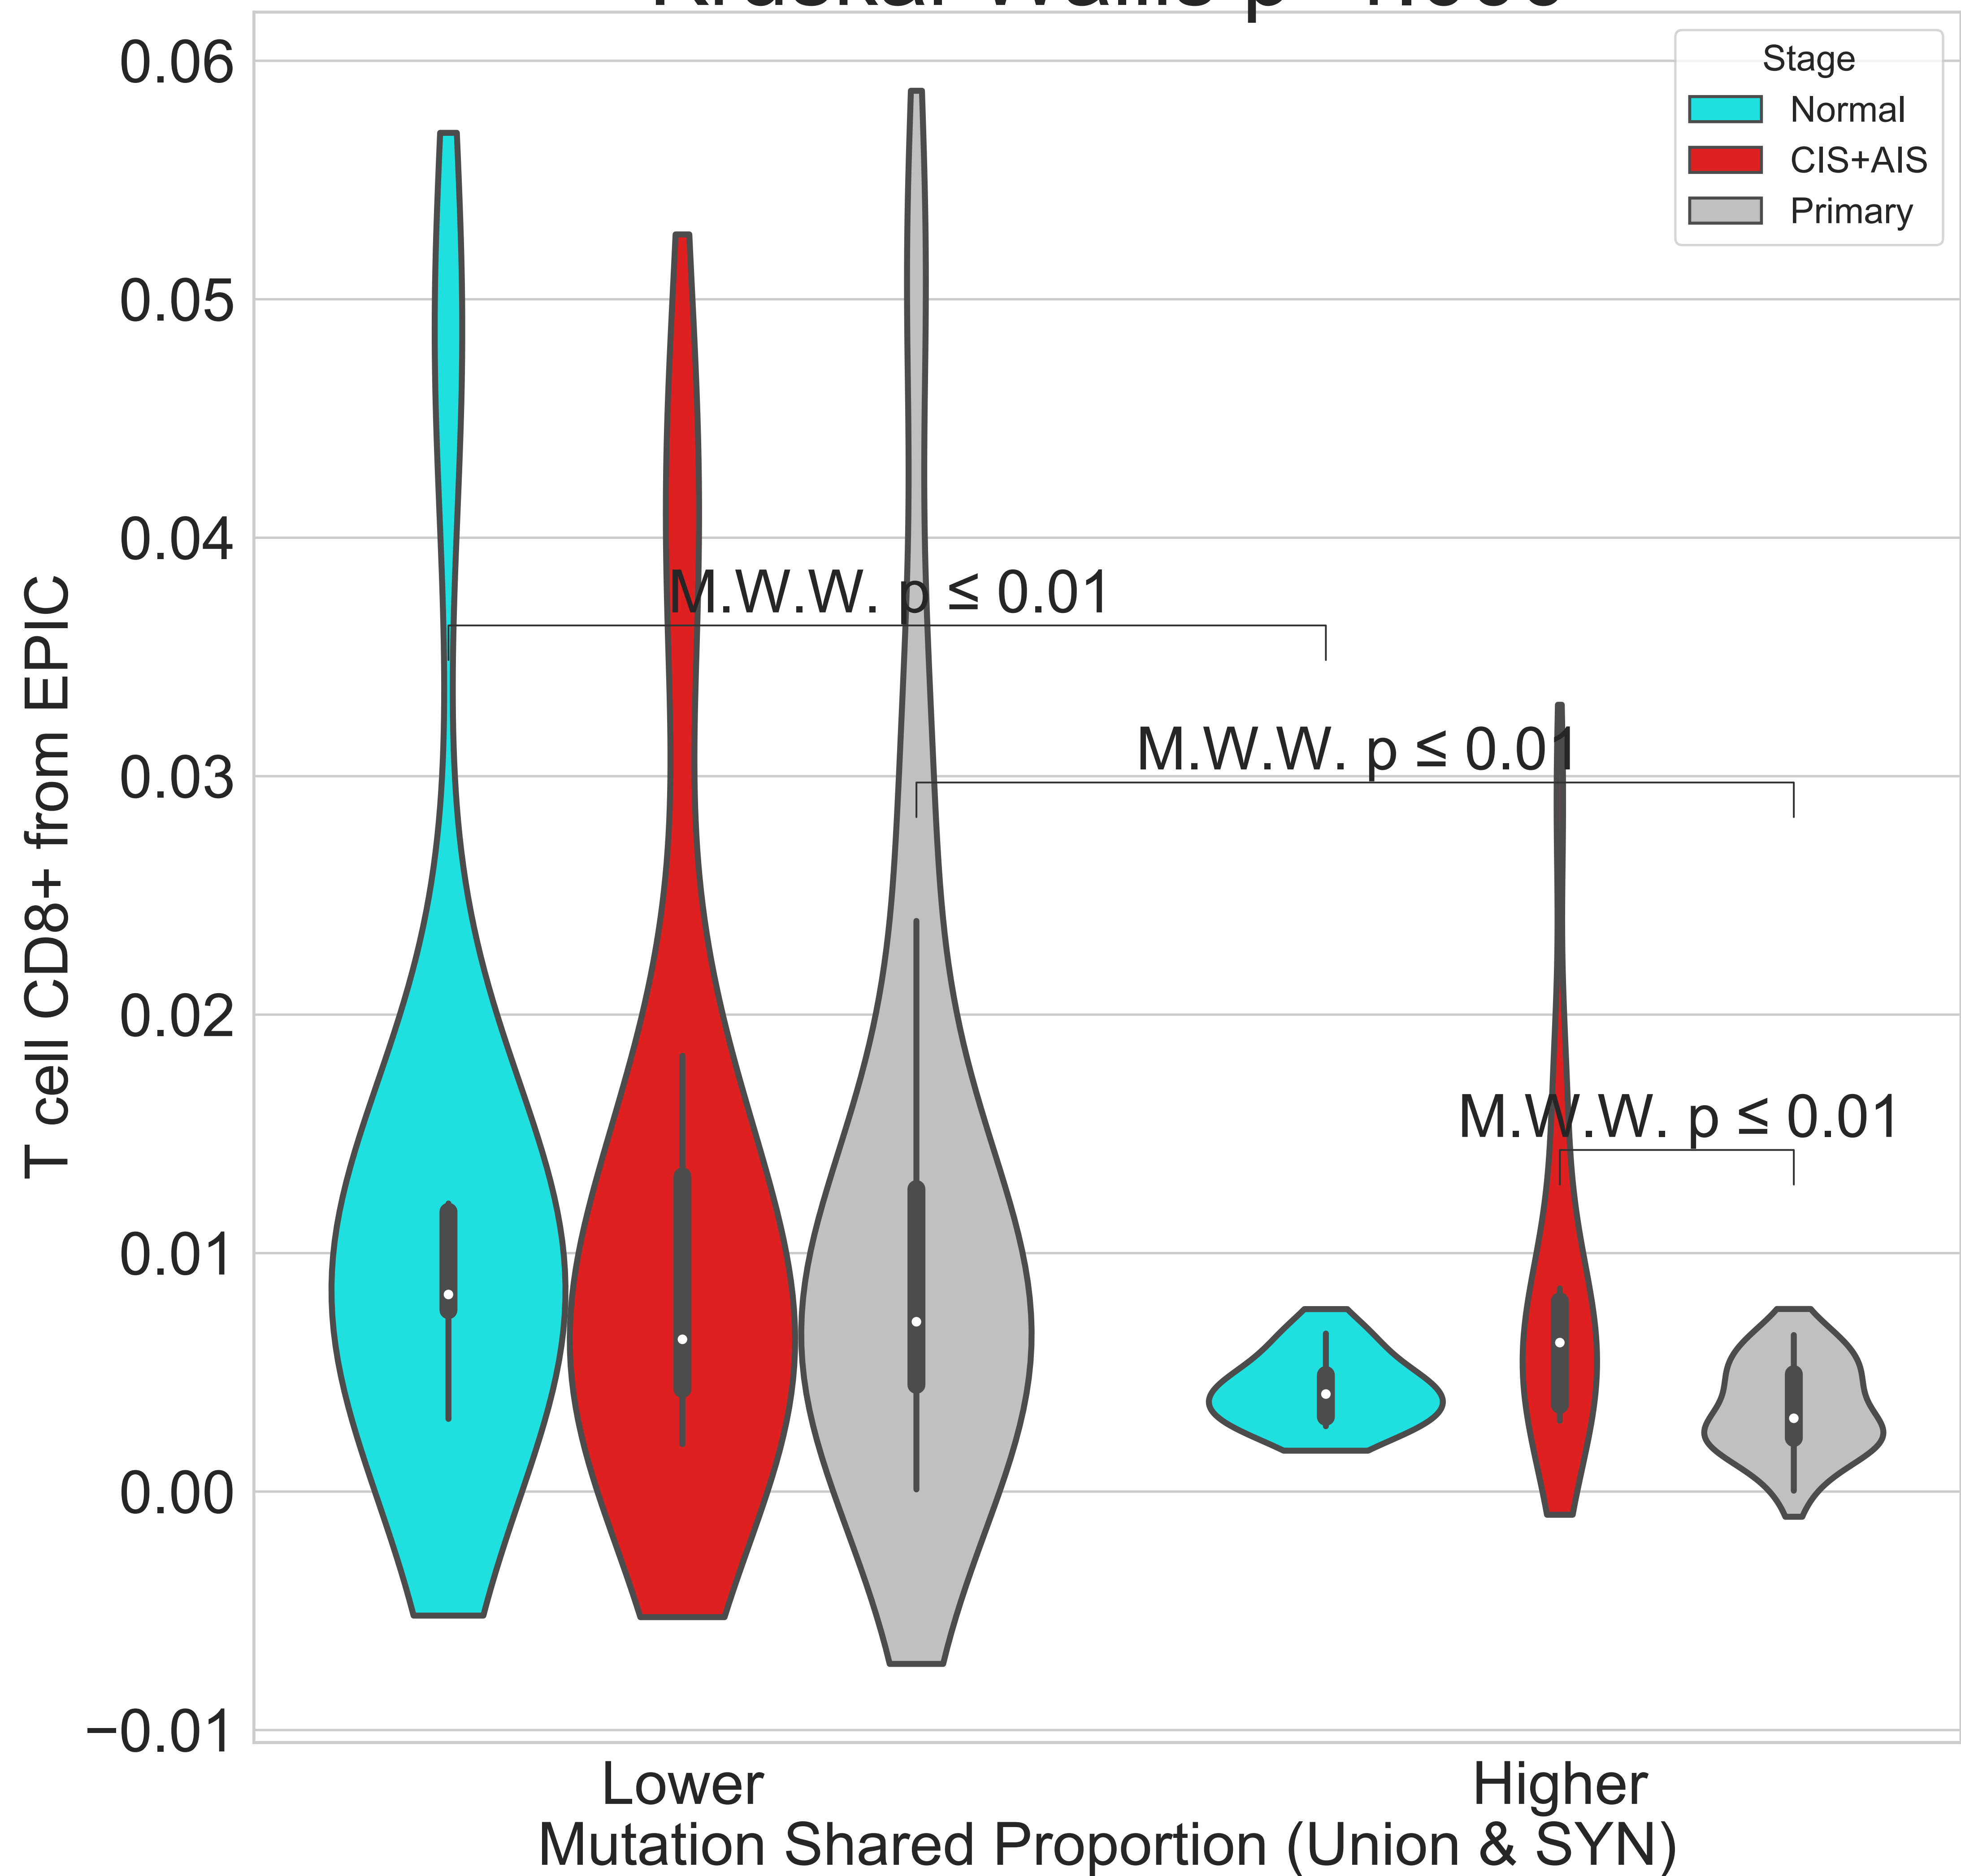 Stage
Normal
CIS+AIS
Primary
0.06
0.05
0.04
0.03
0.02
0.01
0.00
−0.01
T cell CD8+ from EPIC
M.W.W. p ≤ 0.01
M.W.W. p ≤ 0.01
M.W.W. p ≤ 0.01
Lower
Higher
Mutation Shared Proportion (Union & SYN)